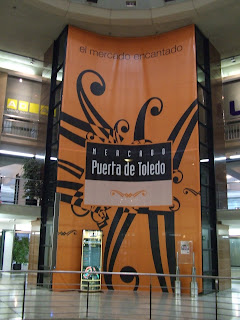 el mercado encantado
MERCADO
Puerta de Toledo